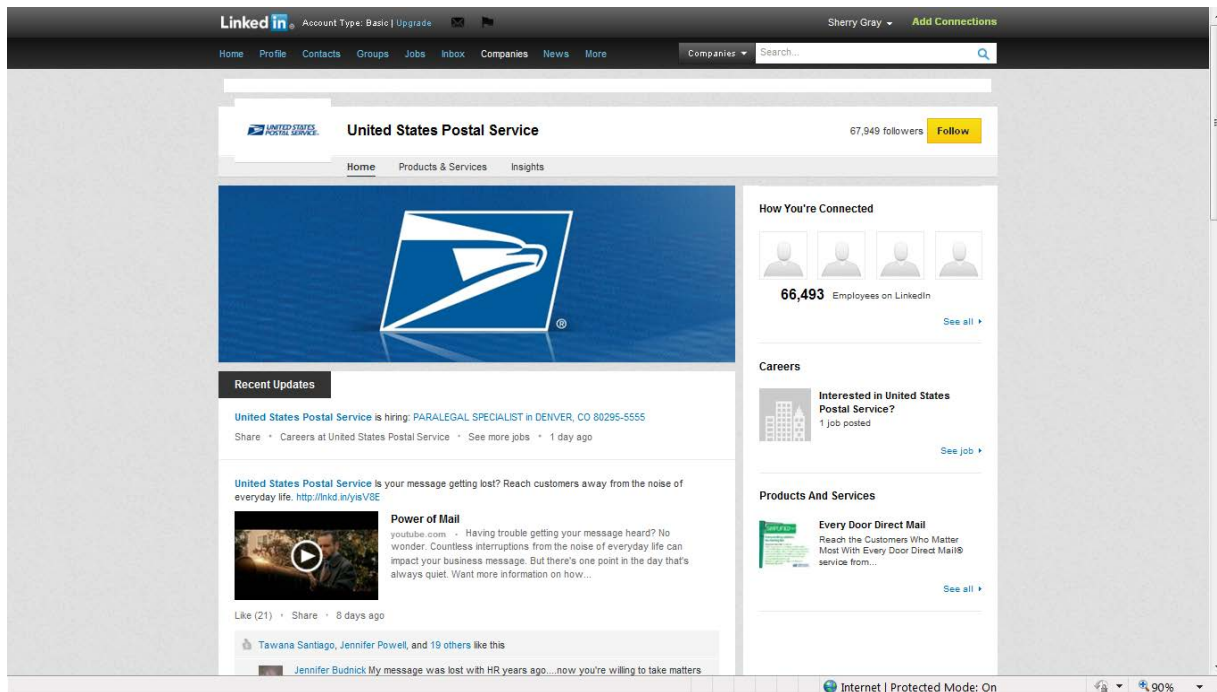 Linked in® Account Type: Basic | Upgrade
Sherry Gray Add Connections
Home Profile Contacts Groups Jobs Inbox Companies News More
Companies Search...
UNITED STATES
POSTAL SERVICE.
United States Postal Service
67,949 followers Follow
Home Products & Services Insights
®
Recent Updates
United States Postal Service is hiring: PARALEGAL SPECIALIST in DENVER, CO 80295-5555
Share • Careers at United States Postal Service • See more jobs • 1 day ago
United States Postal Service Is your message getting lost? Reach customers away from the noise of
everyday life. http://lnkd.in/yisV8E
Power of Mail
youtube.com • Having trouble getting your message heard? No
wonder. Countless interruptions from the noise of everyday life can
impact your business message. But there's one point in the day that's
always quiet. Want more information on how...
Like (21) • Share • 8 days ago
Tawana Santiago, Jennifer Powell, and 19 others like this
Jennifer Budnick My message was lost with HR years ago....now you're willing to take matters
How You're Connected
66,493 Employees on LinkedIn
See all
Careers
Interested in United States
Postal Service?
1 job posted
See job
Products And Services
Every Door Direct Mail
Reach the Customers Who Matter
Most With Every Door Direct Mail®
service from...
See all
Internet | Protected Mode: On
90%